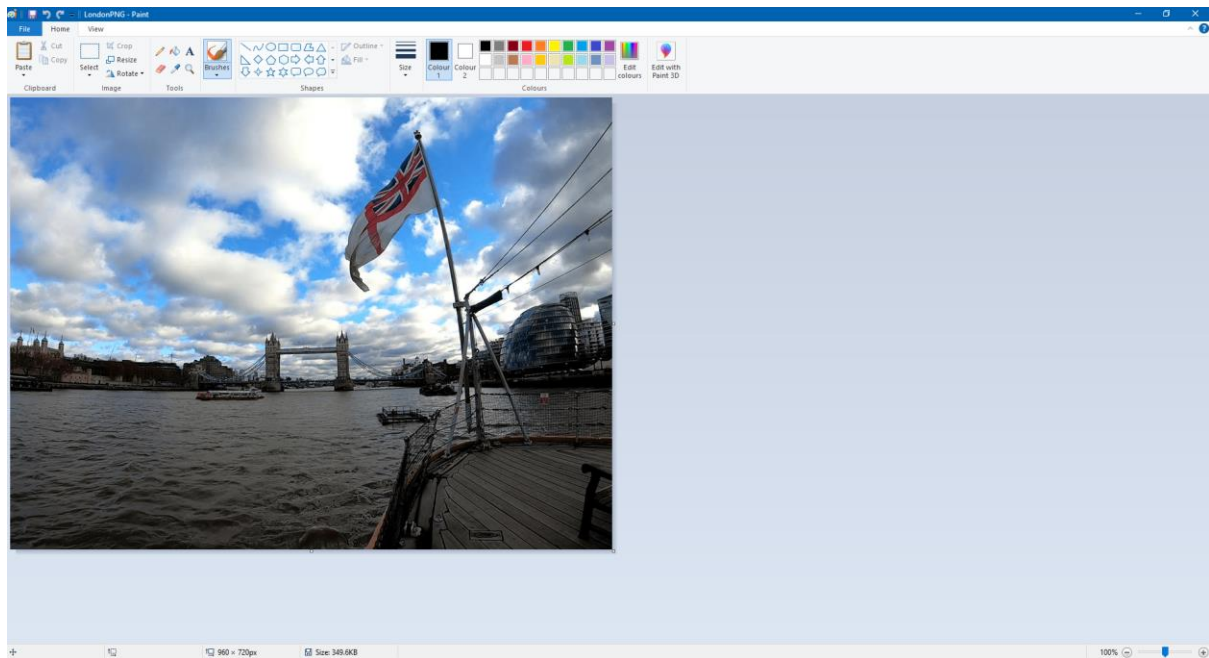 LondonPNG - Paint
File Home View
Paste
Cut
Copy
Clipboard
Select
Crop
Resize
Rotate
Image
A
Tools
Brushes
Outline
Fill
Shapes
Size
Colour 1
Colour 2
Edit colours
Colours
Edit with Paint 3D
960 × 720px
Size: 349.6KB
100%